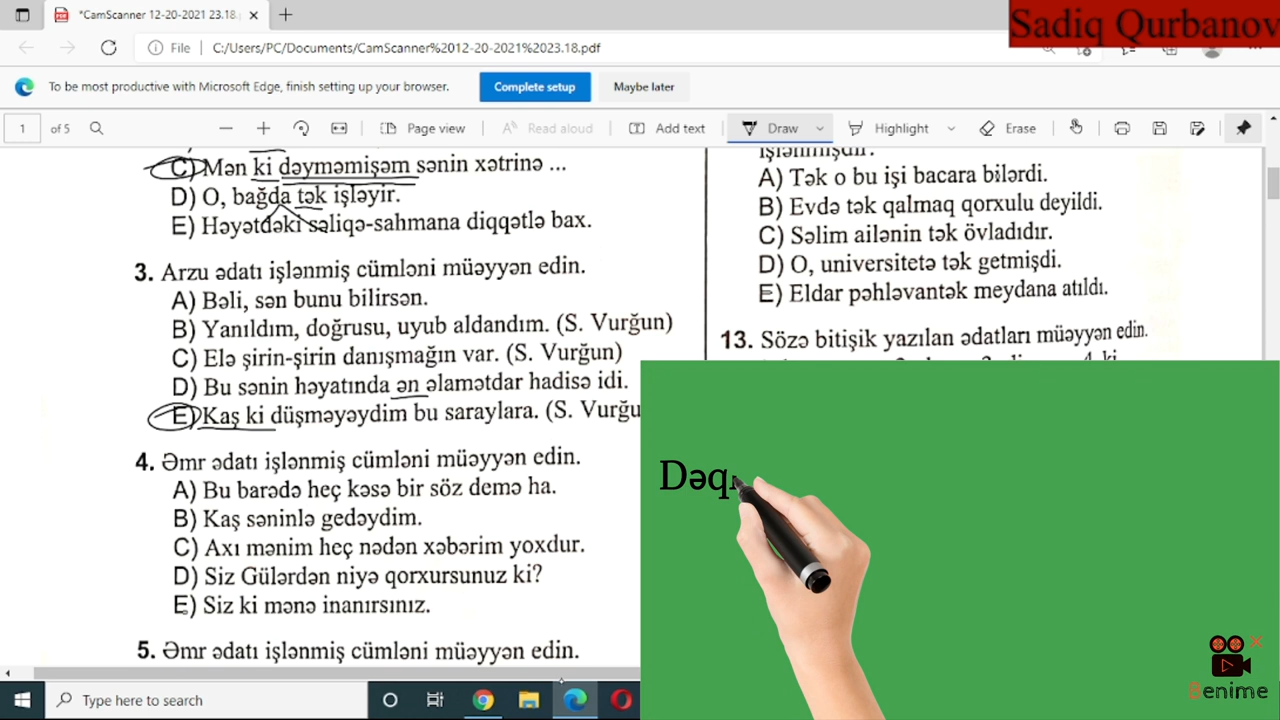 *CamScanner 12-20-2021 23.18.
Sadiq Qurbanov
File
C:/Users/PC/Documents/CamScanner%2012-20-2021%2023.18.pdf
To be most productive with Microsoft Edge, finish setting up your browser.
Complete setup
Maybe later
1 of 5
Page view
Read aloud
Add text
Draw
Highlight
Erase
C) Mən ki dəyməmişəm sənin xətrinə ...
D) O, bağda tək işləyir.
E) Həyətdəki səliqə-sahmana diqqətlə bax.
3. Arzu ədatı işlənmiş cümləni müəyyən edin.
A) Bəli, sən bunu bilirsən.
B) Yanıldım, doğrusu, uyub aldandım. (S. Vurğun)
C) Elə şirin-şirin danışmağın var. (S. Vurğun)
D) Bu sənin həyatında ən əlamətdar hadisə idi.
E) Kaş ki düşməyəydim bu saraylara. (S. Vurğu
4. Əmr ədatı işlənmiş cümləni müəyyən edin.
A) Bu barədə heç kəsə bir söz demə ha.
B) Kaş səninlə gedəydim.
C) Axı mənim heç nədən xəbərim yoxdur.
D) Siz Gülərdən niyə qorxursunuz ki?
E) Siz ki mənə inanırsınız.
5. Əmr ədatı işlənmiş cümləni müəyyən edin.
işlənmişdir.
A) Tək o bu işi bacara bilərdi.
B) Evdə tək qalmaq qorxulu deyildi.
C) Səlim ailənin tək övladıdır.
D) O, universitetə tək getmişdi.
E) Eldar pəhləvantək meydana atıldı.
13. Sözə bitişik yazılan ədatları müəyyən edin.
Dəq
Benime
Type here to search